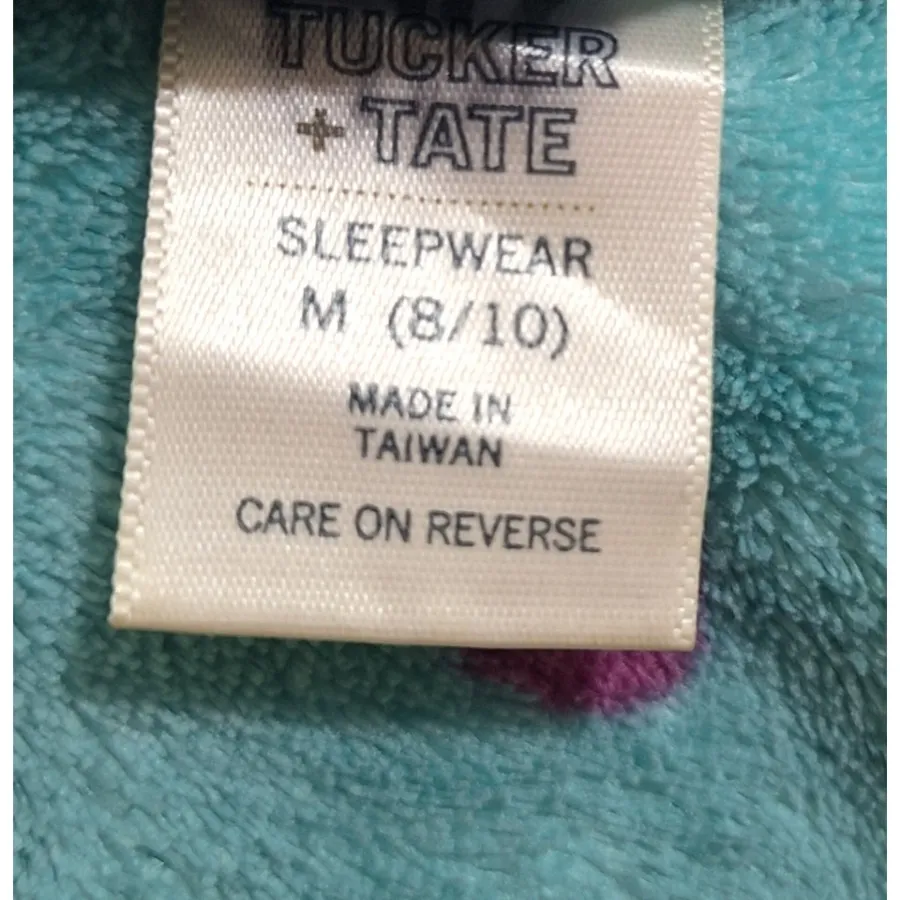 TUCKER
+ TATE
SLEEPWEAR
M (8/10)
MADE IN
TAIWAN
CARE ON REVERSE